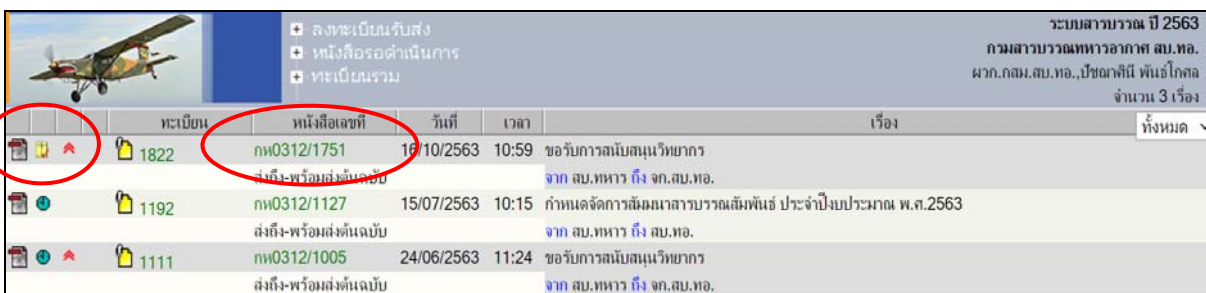 ลงทะเบียนรับส่ง
หนังสือรอดำเนินการ
ทะเบียนรวม
ระบบสารบรรณ ปี 2563
กรมสารบรรณทหารอากาศ สบ.ทอ.
ผวก.กสม.สบ.ทอ.,ปัชฌาศินี พันธ์โกศล
จำนวน 3 เรื่อง
ทะเบียน หนังสือเลขที่ วันที่ เวลา เรื่อง ทั้งหมด
1822 กห0312/1751 16/10/2563 10:59 ขอรับการสนับสนุนวิทยากร
ส่งถึง-พร้อมส่งต้นฉบับ จาก สบ.ทหาร ถึง จก.สบ.ทอ.
1192 กห0312/1127 15/07/2563 10:15 กำหนดจัดการสัมมนาสารบรรณสัมพันธ์ ประจำปีงบประมาณ พ.ศ.2563
ส่งถึง-พร้อมส่งต้นฉบับ จาก สบ.ทหาร ถึง สบ.ทอ.
1111 กห0312/1005 24/06/2563 11:24 ขอรับการสนับสนุนวิทยากร
ส่งถึง-พร้อมส่งต้นฉบับ จาก สบ.ทหาร ถึง จก.สบ.ทอ.